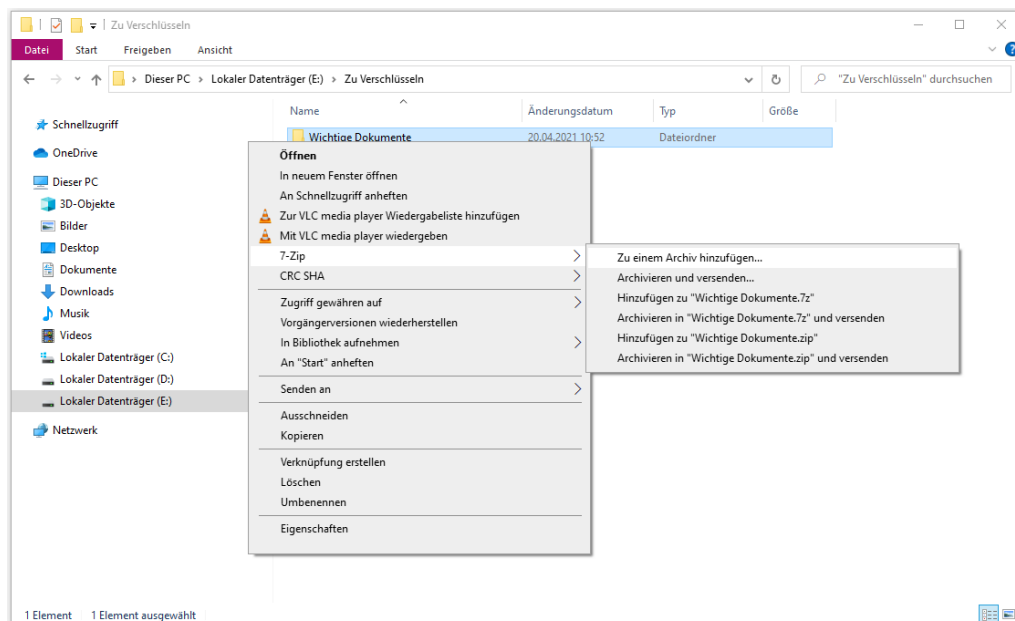 Zu Verschlüsseln
Datei Start Freigeben Ansicht
Dieser PC > Lokaler Datenträger (E:) > Zu Verschlüsseln
"Zu Verschlüsseln" durchsuchen
Name Änderungsdatum Typ Größe
Wichtige Dokumente 20.04.2021 10:52 Dateiordner
Schnellzugriff
OneDrive
Dieser PC
3D-Objekte
Bilder
Desktop
Dokumente
Downloads
Musik
Videos
Lokaler Datenträger (C:)
Lokaler Datenträger (D:)
Lokaler Datenträger (E:)
Netzwerk
Öffnen
In neuem Fenster öffnen
An Schnellzugriff anheften
Zur VLC media player Wiedergabeliste hinzufügen
Mit VLC media player wiedergeben
7-Zip
CRC SHA
Zugriff gewähren auf
Vorgängerversionen wiederherstellen
In Bibliothek aufnehmen
An "Start" anheften
Senden an
Ausschneiden
Kopieren
Verknüpfung erstellen
Löschen
Umbenennen
Eigenschaften
Zu einem Archiv hinzufügen...
Archivieren und versenden...
Hinzufügen zu "Wichtige Dokumente.7z"
Archivieren in "Wichtige Dokumente.7z" und versenden
Hinzufügen zu "Wichtige Dokumente.zip"
Archivieren in "Wichtige Dokumente.zip" und versenden
1 Element 1 Element ausgewählt